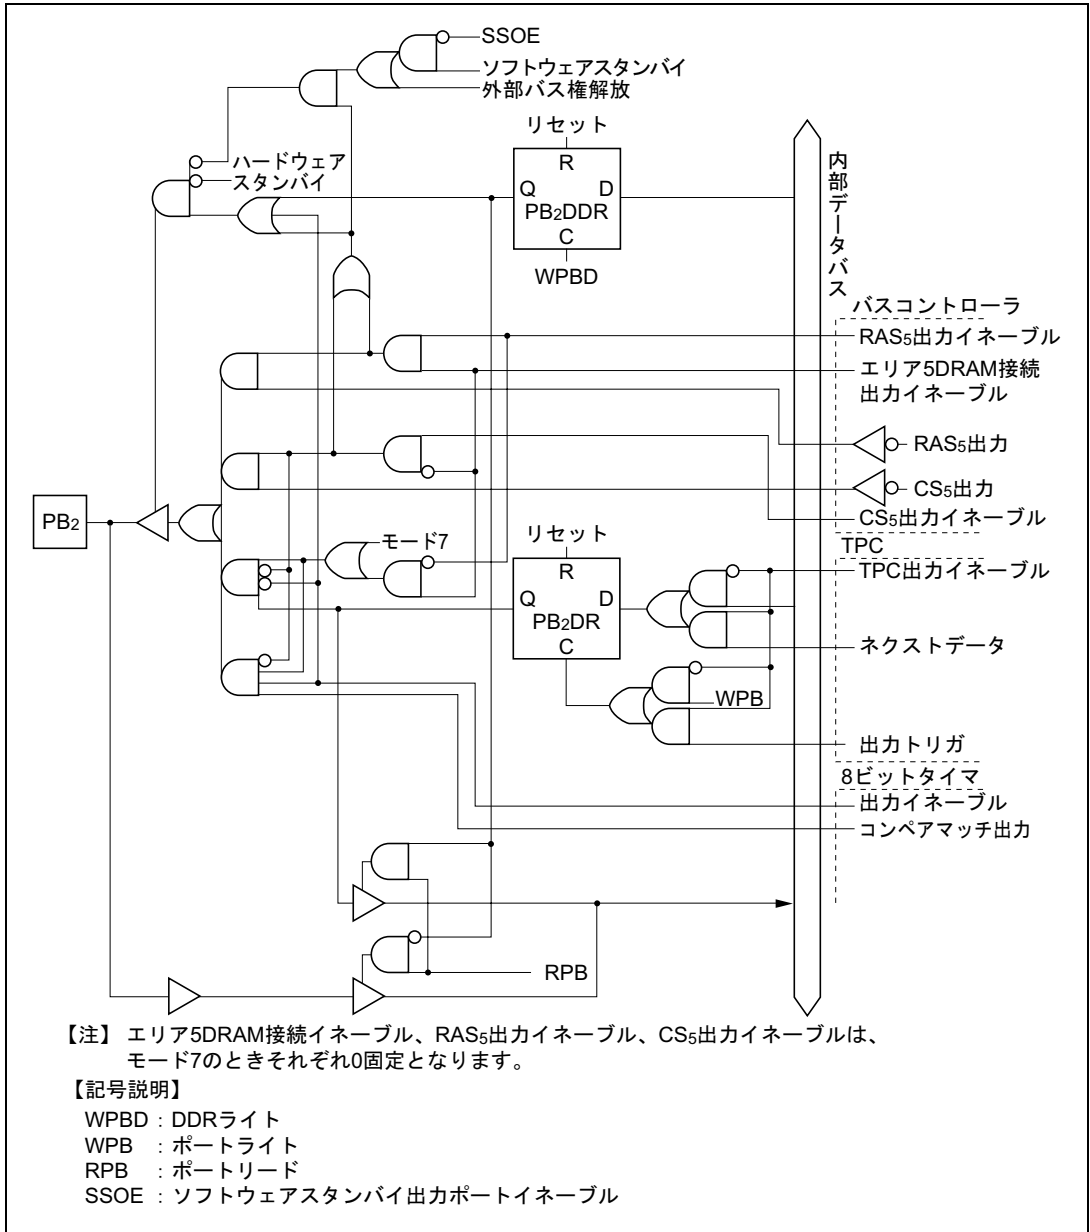 SSOE
ソフトウェアスタンバイ
外部バス権解放
リセット
R
ハードウェア
スタンバイ
Q D
PB2DDR
C
WPBD
内部データバス
バスコントローラ
RAS5出力イネーブル
エリア5DRAM接続
出力イネーブル
RAS5出力
CS5出力
CS5出力イネーブル
PB2
モード7
リセット
R
Q D
PB2DR
C
TPC
TPC出力イネーブル
ネクストデータ
WPB
出力トリガ
8ビットタイマ
出力イネーブル
コンペアマッチ出力
RPB
【注】 エリア5DRAM接続イネーブル、RAS5出力イネーブル、CS5出力イネーブルは、
モード7のときそれぞれ0固定となります。
【記号説明】
WPBD : DDRライト
WPB : ポートライト
RPB : ポートリード
SSOE : ソフトウェアスタンバイ出力ポートイネーブル